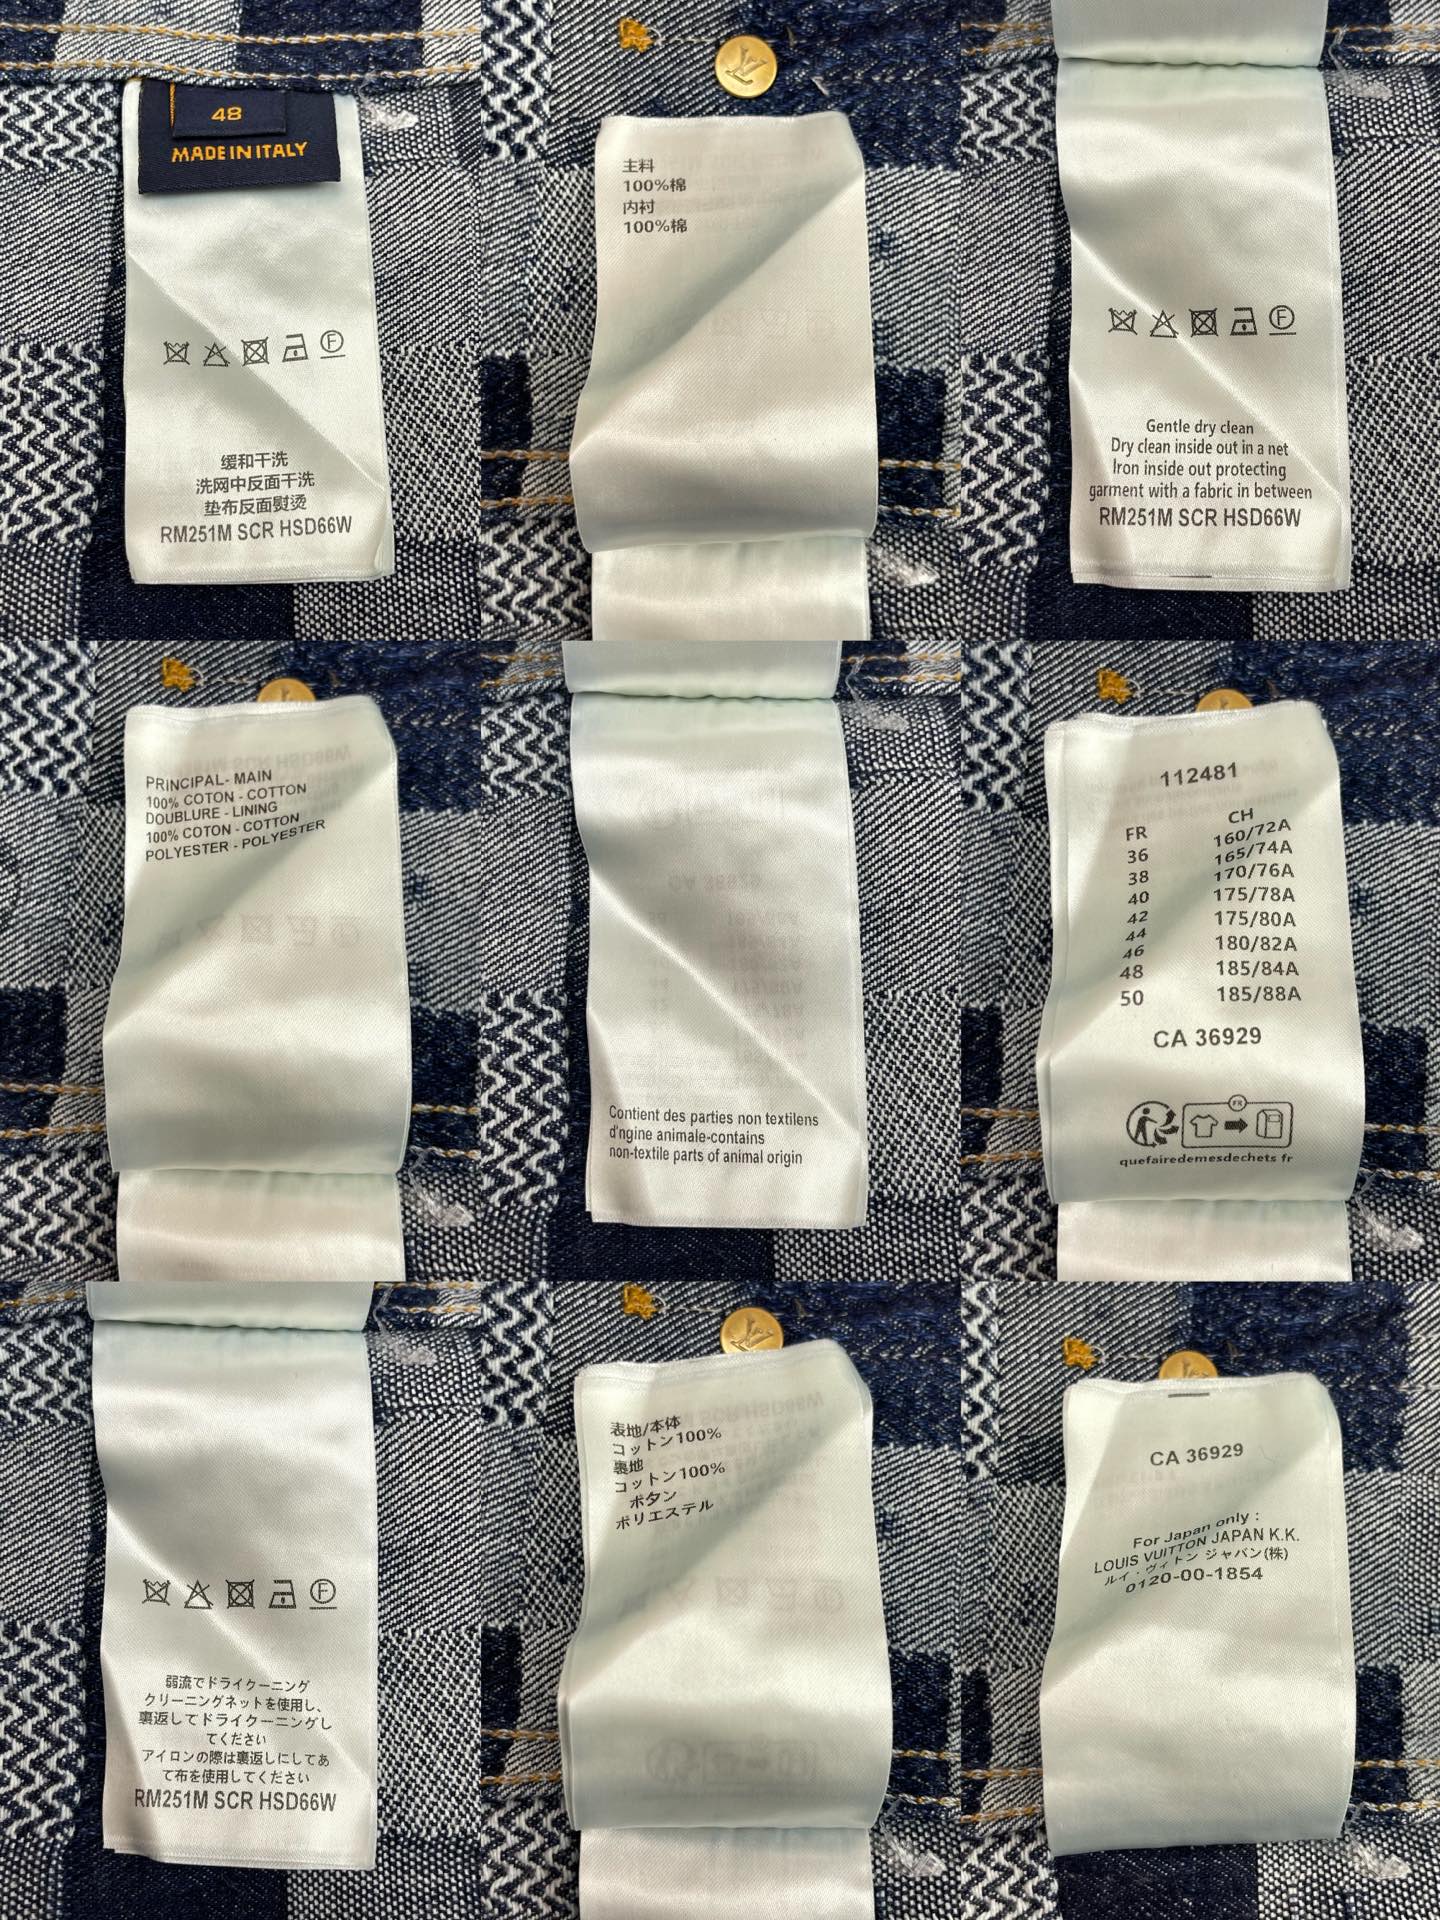 48
MADE IN ITALY
Ⓕ
缓和干洗
洗网中反面干洗
垫布反面熨烫
RM251M SCR HSD66W
LV
主料
100%棉
内衬
100%棉
Ⓕ
Gentle dry clean
Dry clean inside out in a net
Iron inside out protecting
garment with a fabric in between
RM251M SCR HSD66W
PRINCIPAL- MAIN
100% COTON - COTTON
DOUBLURE - LINING
100% COTON - COTTON
POLYESTER - POLYESTER
Contient des parties non textilens
d'ngine animale-contains
non-textile parts of animal origin
112481
FR CH
36 160/72A
38 165/74A
40 170/76A
42 175/78A
44 175/80A
46 180/82A
48 185/84A
50 185/88A
CA 36929
FR
quefairedemesdechets fr
Ⓕ
弱流でドライケーニング
クリーニングネットを使用し、
裏返してドライクーニングし
てください
アイロンの際は裏返しにしてあ
て布を使用してください
RM251M SCR HSD66W
LV
表地/本体
コットン100%
裏地
コットン100%
ボタン
ポリエステル
CA 36929
For Japan only :
LOUIS VUITTON JAPAN K.K.
ルイ・ヴィトン ジャパン(株)
0120-00-1854